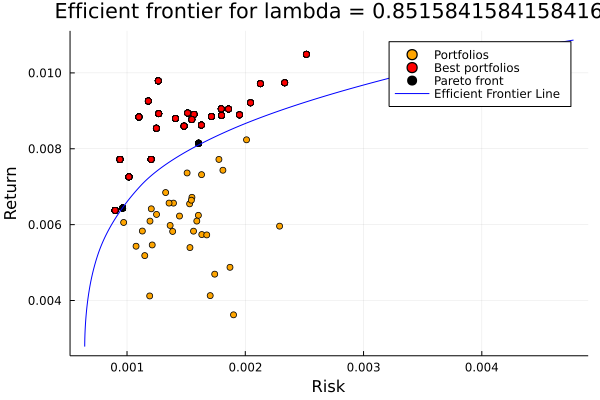 Efficient frontier for lambda = 0.8515841584158416
Portfolios
Best portfolios
Pareto front
Efficient Frontier Line
Return
0.010
0.008
0.006
0.004
0.001
0.002
0.003
0.004
Risk